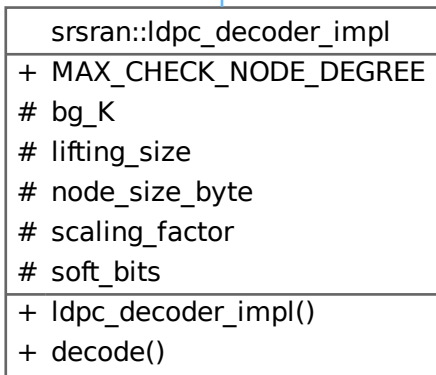 srsran::ldpc_decoder_impl
+ MAX_CHECK_NODE_DEGREE
# bg_K
# lifting_size
# node_size_byte
# scaling_factor
# soft_bits
+ ldpc_decoder_impl()
+ decode()